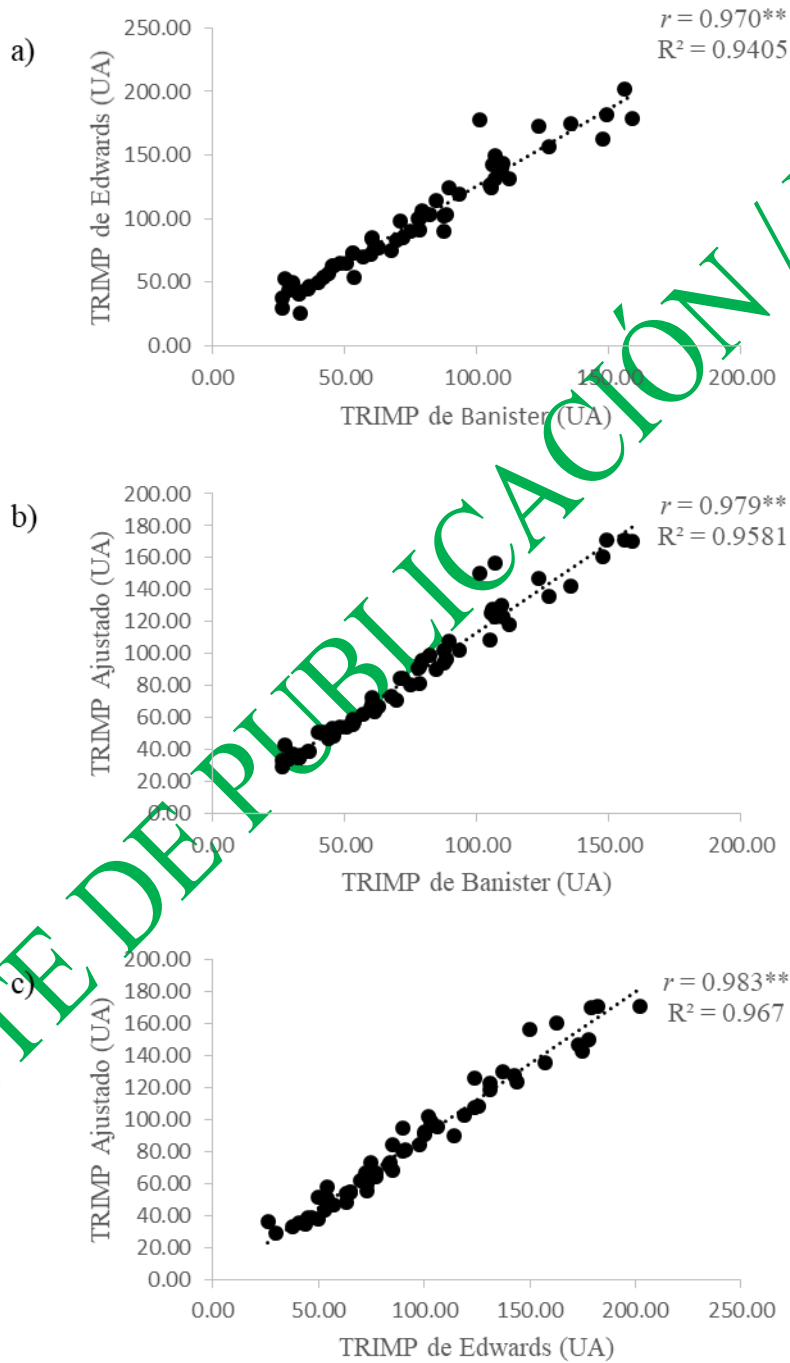 a)
r = 0.970**
R² = 0.9405
TRIMP de Edwards (UA)
250.00
200.00
150.00
100.00
50.00
0.00
0.00 50.00 100.00 150.00 200.00
TRIMP de Banister (UA)
b)
r = 0.979**
R² = 0.9581
TRIMP Ajustado (UA)
200.00
180.00
160.00
140.00
120.00
100.00
80.00
60.00
40.00
20.00
0.00
0.00 50.00 100.00 150.00 200.00
TRIMP de Banister (UA)
c)
r = 0.983**
R² = 0.967
TRIMP Ajustado (UA)
200.00
180.00
160.00
140.00
120.00
100.00
80.00
60.00
40.00
20.00
0.00
0.00 50.00 100.00 150.00 200.00 250.00
TRIMP de Edwards (UA)
DE PUBLICACIÓN /